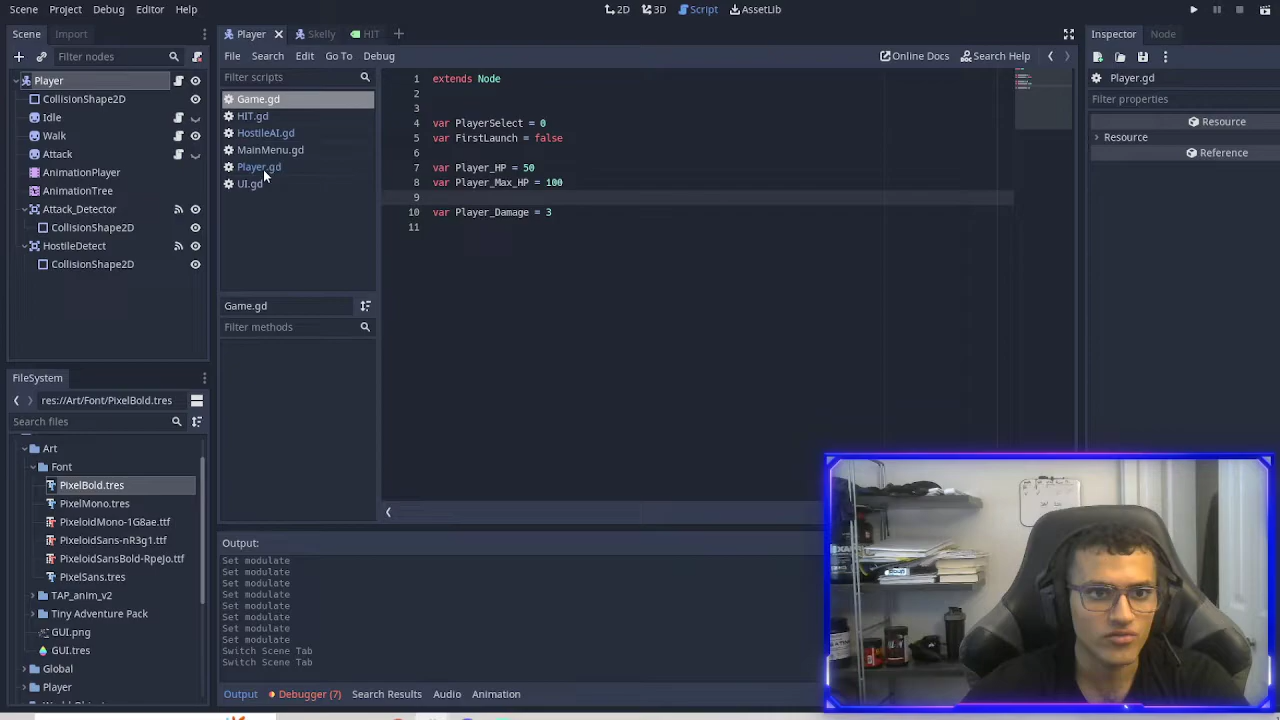 Scene Project Debug Editor Help
2D 3D Script AssetLib
Scene Import
Player Skelly HIT
Inspector Node
Filter nodes
File Search Edit Go To Debug
Online Docs Search Help
Player
CollisionShape2D
Idle
Walk
Attack
AnimationPlayer
AnimationTree
Attack_Detector
CollisionShape2D
HostileDetect
CollisionShape2D
Filter scripts
Game.gd
HIT.gd
HostileAI.gd
MainMenu.gd
Player.gd
UI.gd
Game.gd
Filter methods
1 extends Node
2
3
4 var PlayerSelect = 0
5 var FirstLaunch = false
6
7 var Player_HP = 50
8 var Player_Max_HP = 100
9
10 var Player_Damage = 3
11
Player.gd
Filter properties
Resource
Resource
Reference
FileSystem
res://Art/Font/PixelBold.tres
Search files
Art
Font
PixelBold.tres
PixelMono.tres
PixeloidMono-1G8ae.ttf
PixeloidSans-nR3g1.ttf
PixeloidSansBold-RpeJo.ttf
PixelSans.tres
TAP_anim_v2
Tiny Adventure Pack
GUI.png
GUI.tres
Global
Player
Output:
Set modulate
Set modulate
Set modulate
Set modulate
Set modulate
Set modulate
Set modulate
Set modulate
Switch Scene Tab
Switch Scene Tab
Output Debugger (7) Search Results Audio Animation